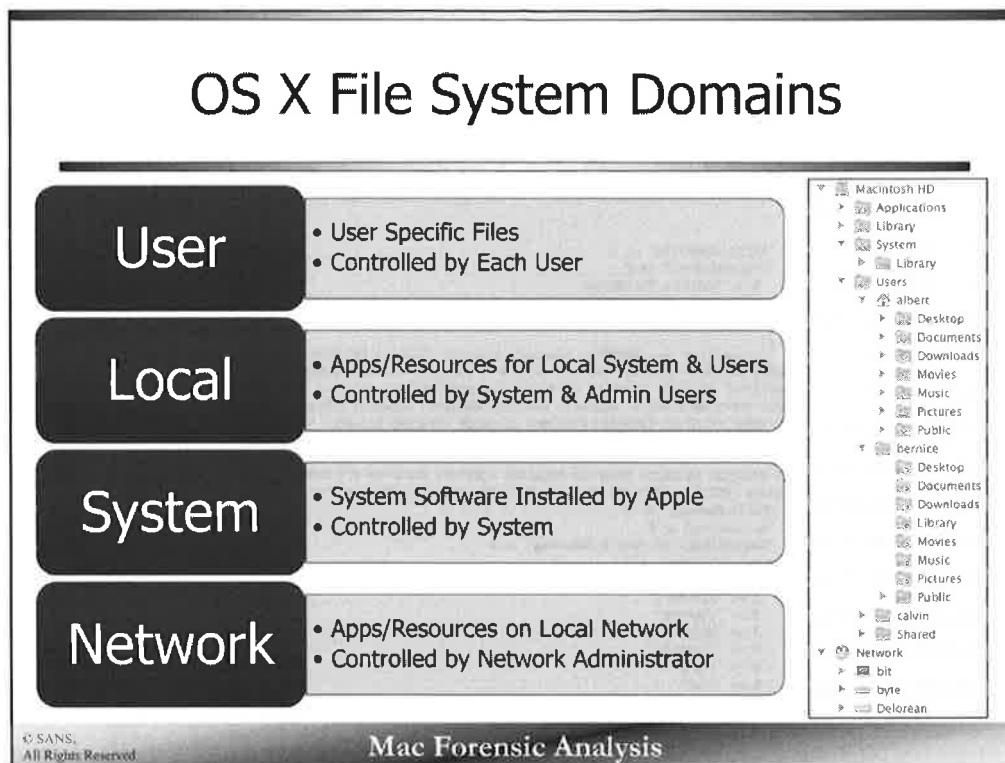 OS X File System Domains
User
• User Specific Files
• Controlled by Each User
Local
• Apps/Resources for Local System & Users
• Controlled by System & Admin Users
System
• System Software Installed by Apple
• Controlled by System
Network
• Apps/Resources on Local Network
• Controlled by Network Administrator
Macintosh HD
Applications
Library
System
Library
Users
albert
Desktop
Documents
Downloads
Movies
Music
Pictures
Public
bernice
Desktop
Documents
Downloads
Library
Movies
Music
Pictures
Public
calvin
Shared
Network
bit
byte
Delorean
© SANS,
All Rights Reserved
Mac Forensic Analysis